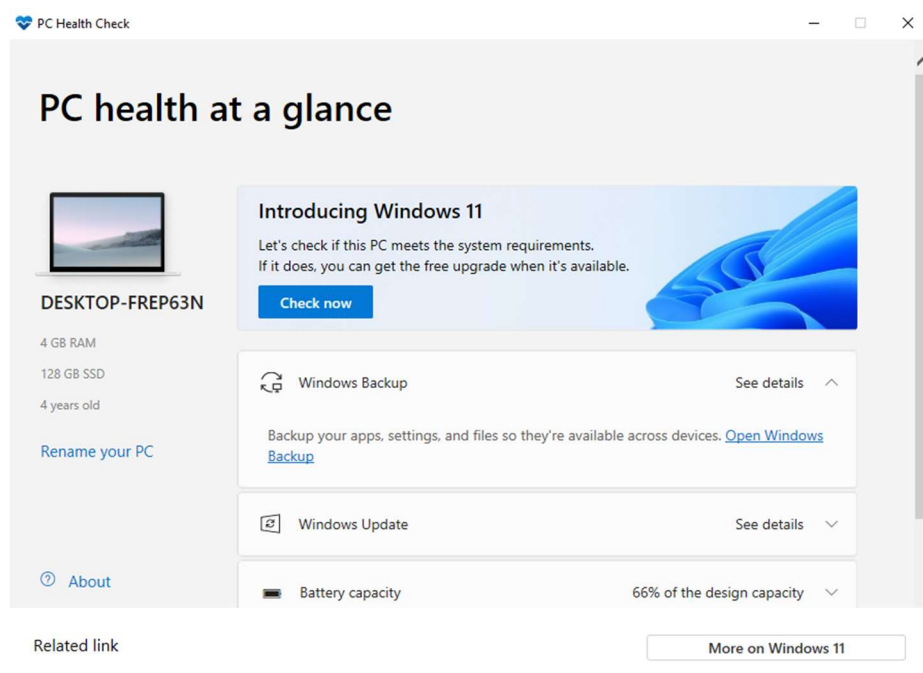 PC Health Check
PC health at a glance
DESKTOP-FREP63N
4 GB RAM
128 GB SSD
4 years old
Rename your PC
About
Introducing Windows 11
Let's check if this PC meets the system requirements.
If it does, you can get the free upgrade when it's available.
Check now
Windows Backup See details
Backup your apps, settings, and files so they're available across devices. Open Windows
Backup
Windows Update See details
Battery capacity 66% of the design capacity
Related link
More on Windows 11